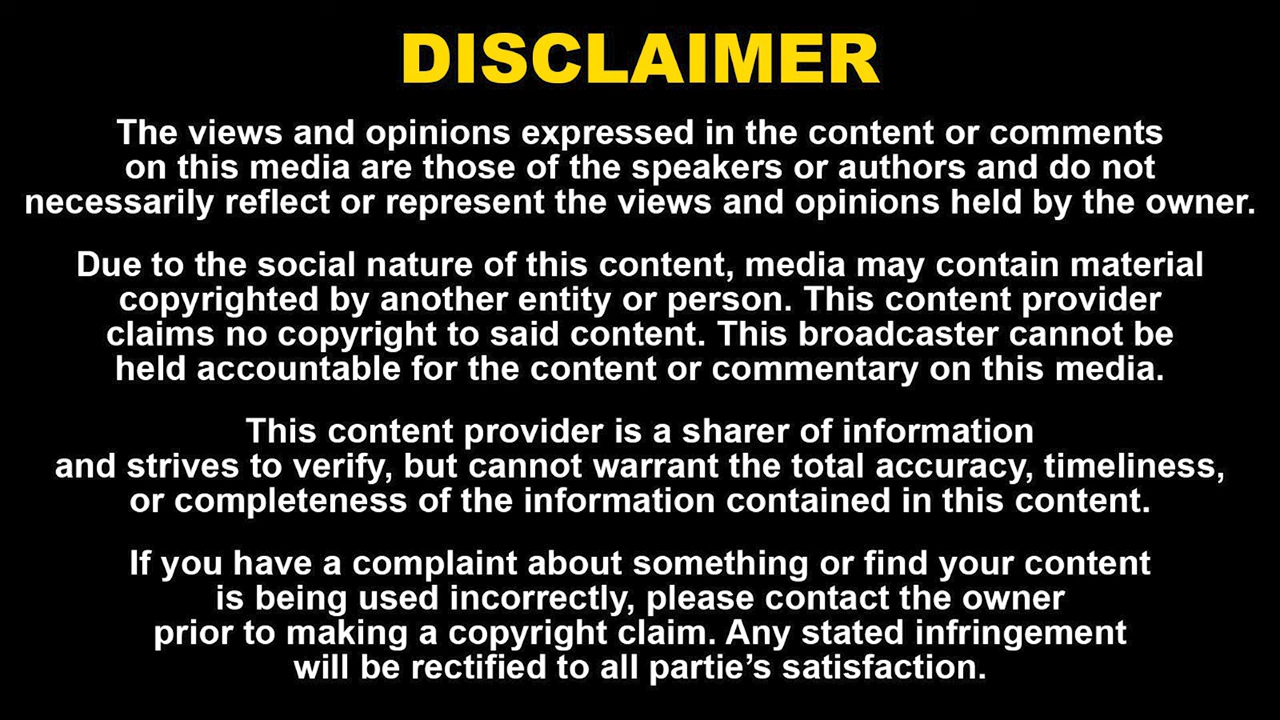 DISCLAIMER
The views and opinions expressed in the content or comments
on this media are those of the speakers or authors and do not
necessarily reflect or represent the views and opinions held by the owner.
Due to the social nature of this content, media may contain material
copyrighted by another entity or person. This content provider
claims no copyright to said content. This broadcaster cannot be
held accountable for the content or commentary on this media.
This content provider is a sharer of information
and strives to verify, but cannot warrant the total accuracy, timeliness,
or completeness of the information contained in this content.
If you have a complaint about something or find your content
is being used incorrectly, please contact the owner
prior to making a copyright claim. Any stated infringement
will be rectified to all partie’s satisfaction.